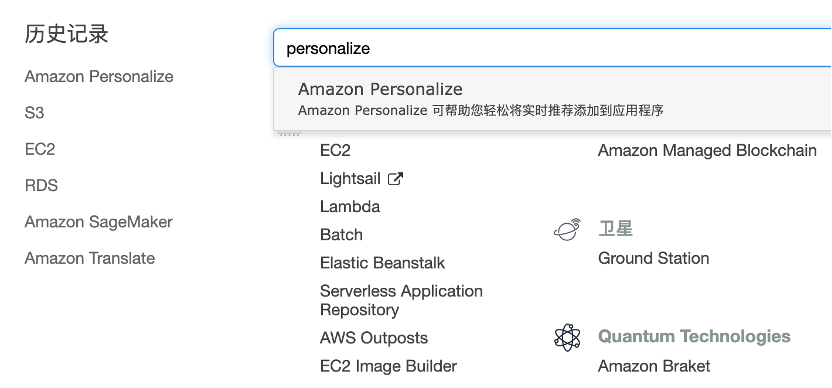 历史记录
Amazon Personalize
S3
EC2
RDS
Amazon SageMaker
Amazon Translate
personalize
Amazon Personalize
Amazon Personalize 可帮助您轻松将实时推荐添加到应用程序
EC2
Lightsail
Lambda
Batch
Elastic Beanstalk
Serverless Application
Repository
AWS Outposts
EC2 Image Builder
Amazon Managed Blockchain
卫星
Ground Station
Quantum Technologies
Amazon Braket